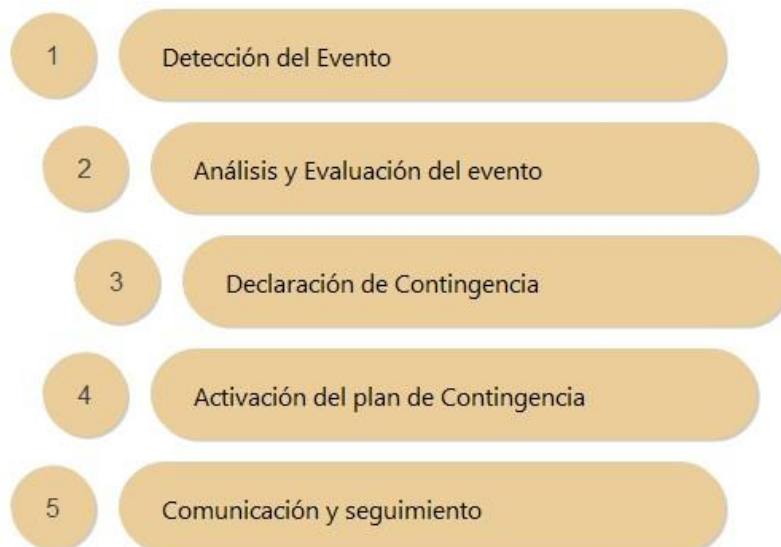 1 Detección del Evento
2 Análisis y Evaluación del evento
3 Declaración de Contingencia
4 Activación del plan de Contingencia
5 Comunicación y seguimiento